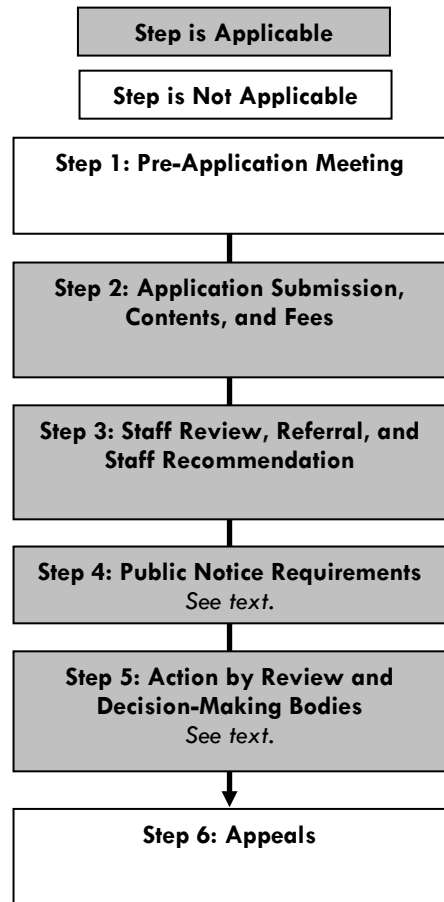 Step is Applicable
Step is Not Applicable
Step 1: Pre-Application Meeting
Step 2: Application Submission,
Contents, and Fees
Step 3: Staff Review, Referral, and
Staff Recommendation
Step 4: Public Notice Requirements
See text.
Step 5: Action by Review and
Decision-Making Bodies
See text.
Step 6: Appeals